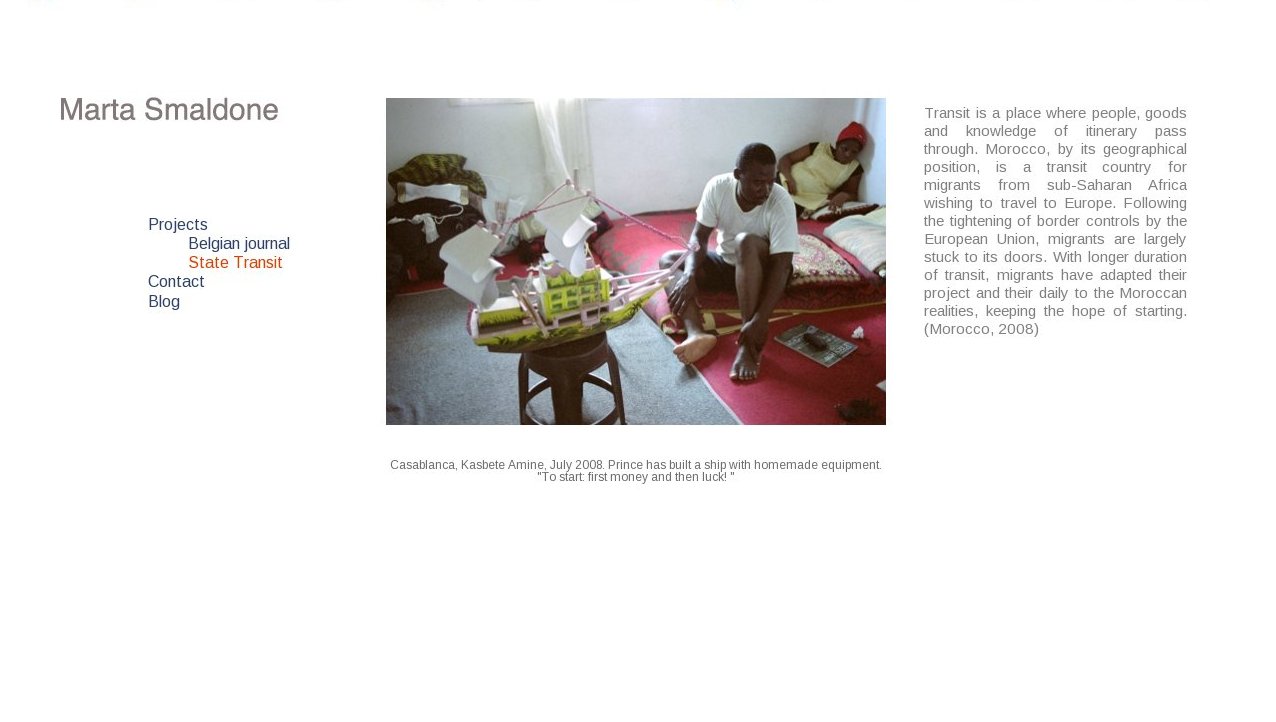 Marta Smaldone
Projects
Belgian journal
State Transit
Contact
Blog
Transit is a place where people, goods
and knowledge of itinerary pass
through. Morocco, by its geographical
position, is a transit country for
migrants from sub-Saharan Africa
wishing to travel to Europe. Following
the tightening of border controls by the
European Union, migrants are largely
stuck to its doors. With longer duration
of transit, migrants have adapted their
project and their daily to the Moroccan
realities, keeping the hope of starting.
(Morocco, 2008)
Casablanca, Kasbete Amine, July 2008. Prince has built a ship with homemade equipment.
"To start: first money and then luck! "